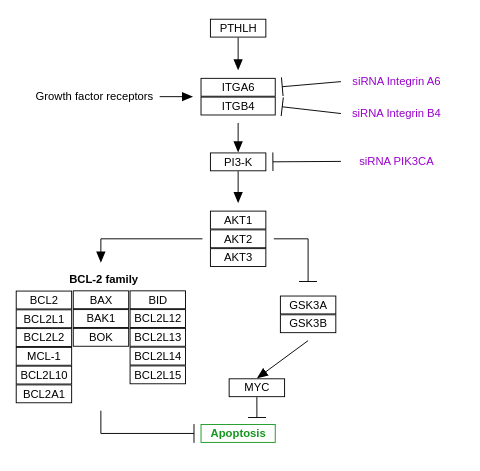 PTHLH
ITGA6
siRNA Integrin A6
Growth factor receptors
ITGB4
siRNA Integrin B4
PI3-K
siRNA PIK3CA
AKT1
AKT2
AKT3
BCL-2 family
BCL2 BAX BID
BCL2L1 BAK1 BCL2L12
BCL2L2 BOK BCL2L13
MCL-1 BCL2L14
BCL2L10 BCL2L15
BCL2A1
GSK3A
GSK3B
MYC
Apoptosis